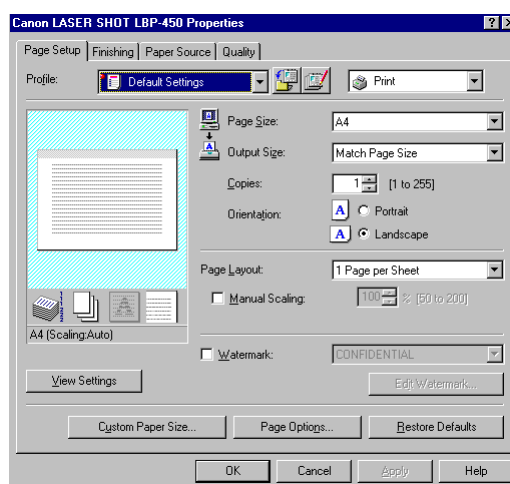 Canon LASER SHOT LBP-450 Properties
Page Setup Finishing Paper Source Quality
Profile: Default Settings Print
Page Size: A4
Output Size: Match Page Size
Copies: 1 [1 to 255]
Orientation: A Portrait
A Landscape
Page Layout: 1 Page per Sheet
Manual Scaling: 100 % [50 to 200]
A4 (Scaling:Auto)
Watermark: CONFIDENTIAL
View Settings Edit Watermark...
Custom Paper Size... Page Options... Restore Defaults
OK Cancel Apply Help